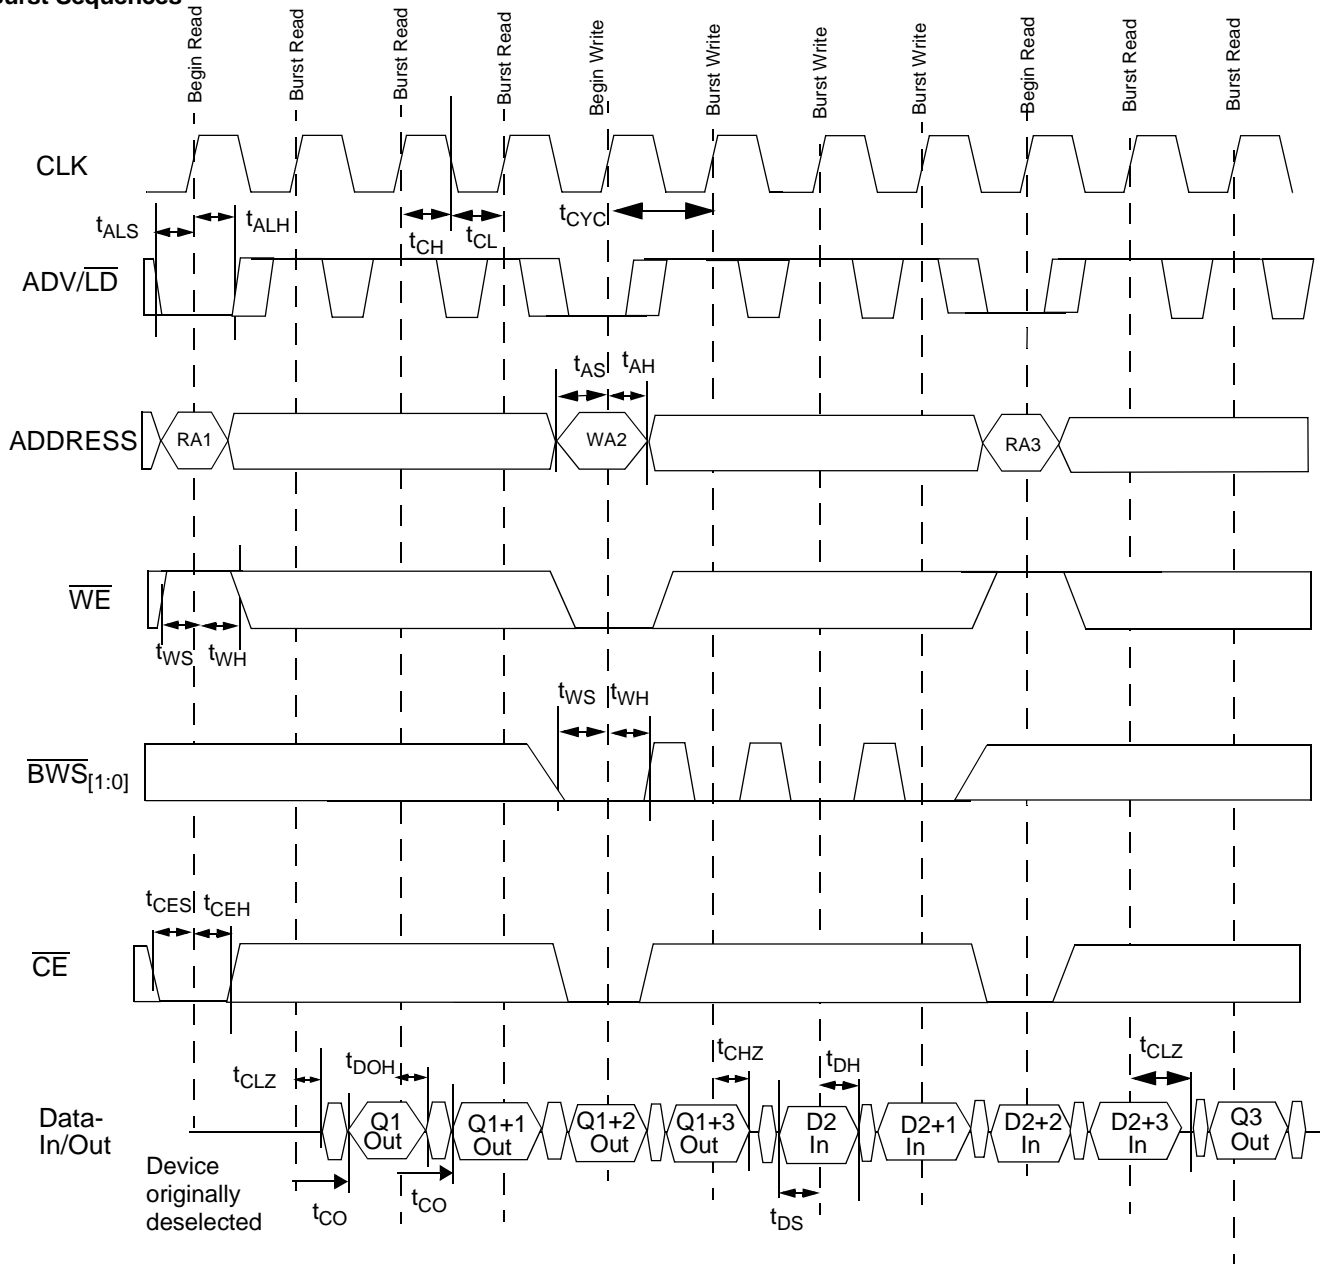 Burst Sequences
Begin Read
Burst Read
Burst Read
Burst Read
Begin Write
Burst Write
Burst Write
Burst Write
Begin Read
Burst Read
Burst Read
CLK
tALS
tALH
tCH
tCL
tCYC
ADV/LD
tAS
tAH
ADDRESS
RA1
WA2
RA3
WE
tWS
tWH
tWS
tWH
BWS[1:0]
tCES
tCEH
CE
tCLZ
tDOH
tCHZ
tDH
tCLZ
Data-
In/Out
Q1
Out
Q1+1
Out
Q1+2
Out
Q1+3
Out
D2
In
D2+1
In
D2+2
In
D2+3
In
Q3
Out
Device
originally
deselected
tCO
tCO
tDS